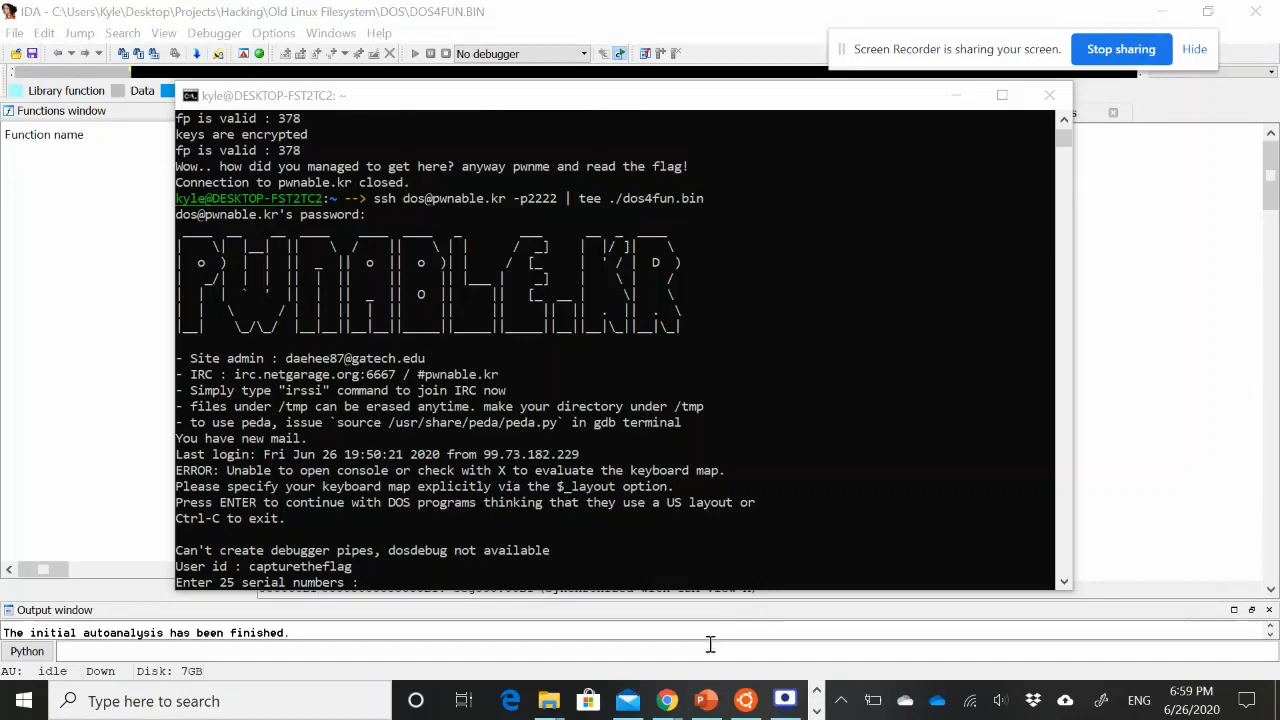 IDA - C:\Users\Kyle\Desktop\Projects\Hacking\Old Linux Filesystem\DOS\DOS4FUN.BIN
File Edit Jump Search View Debugger Options Windows Help
No debugger
Screen Recorder is sharing your screen. Stop sharing Hide
Library function Data
Functions window
Function name
kyle@DESKTOP-FST2TC2: ~
fp is valid : 378
keys are encrypted
fp is valid : 378
Wow.. how did you managed to get here? anyway pwnme and read the flag!
Connection to pwnable.kr closed.
kyle@DESKTOP-FST2TC2:~ --> ssh dos@pwnable.kr -p2222 | tee ./dos4fun.bin
dos@pwnable.kr's password:
PWNABLE.KR
- Site admin : daehee87@gatech.edu
- IRC : irc.netgarage.org:6667 / #pwnable.kr
- Simply type "irssi" command to join IRC now
- files under /tmp can be erased anytime. make your directory under /tmp
- to use peda, issue `source /usr/share/peda/peda.py` in gdb terminal
You have new mail.
Last login: Fri Jun 26 19:50:21 2020 from 99.73.182.229
ERROR: Unable to open console or check with X to evaluate the keyboard map.
Please specify your keyboard map explicitly via the $_layout option.
Press ENTER to continue with DOS programs thinking that they use a US layout or
Ctrl-C to exit.
Can't create debugger pipes, dosdebug not available
User id : capturetheflag
Enter 25 serial numbers :
Output window
The initial autoanalysis has been finished.
Python
AU: idle Down Disk: 7GB
Type here to search
ENG
6:59 PM
6/26/2020